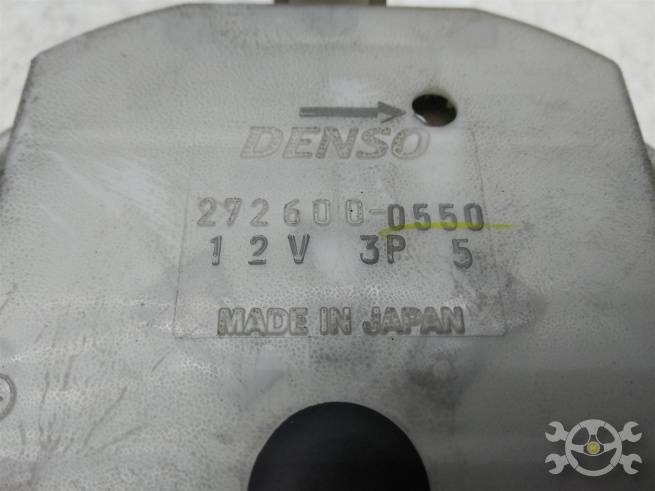 DENSO
272600-0550
12V 3P 5
MADE IN JAPAN